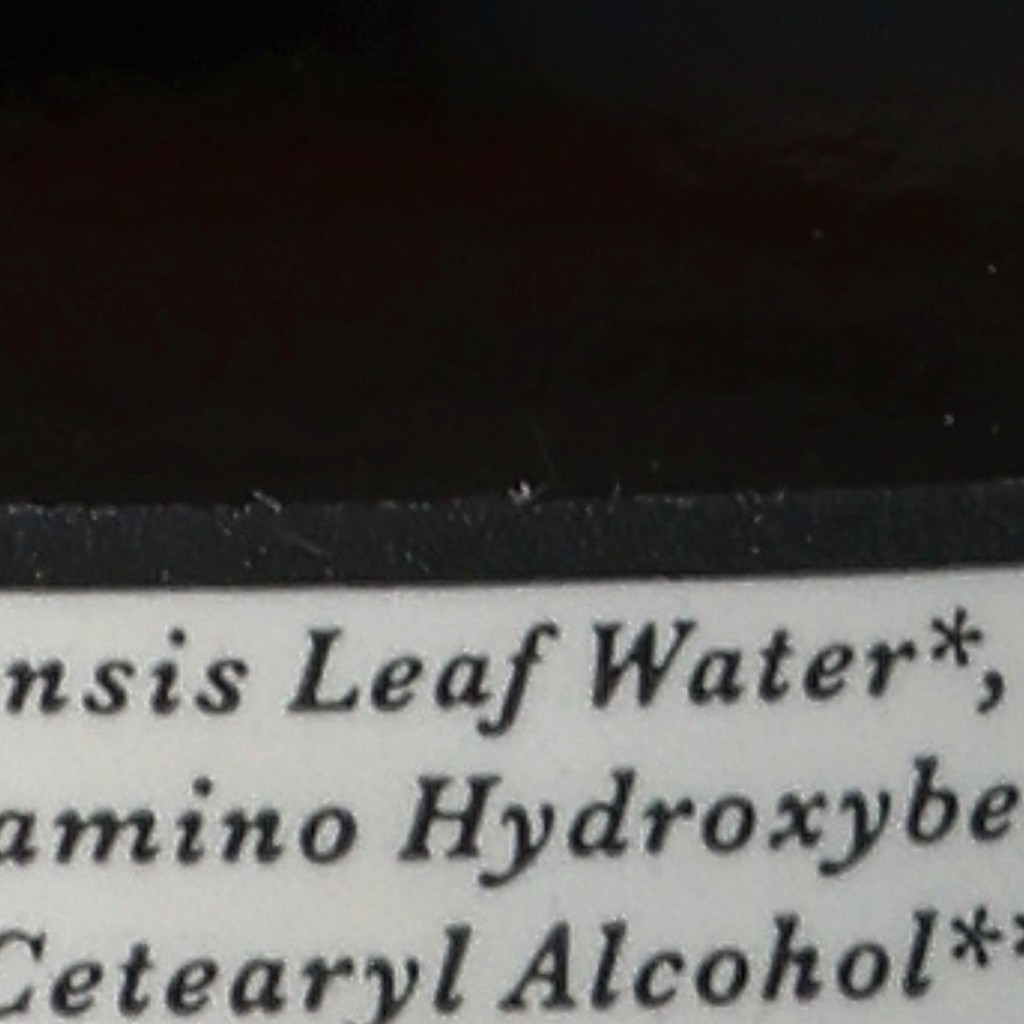 nsis Leaf Water*,
amino Hydroxybe
Cetearyl Alcohol**